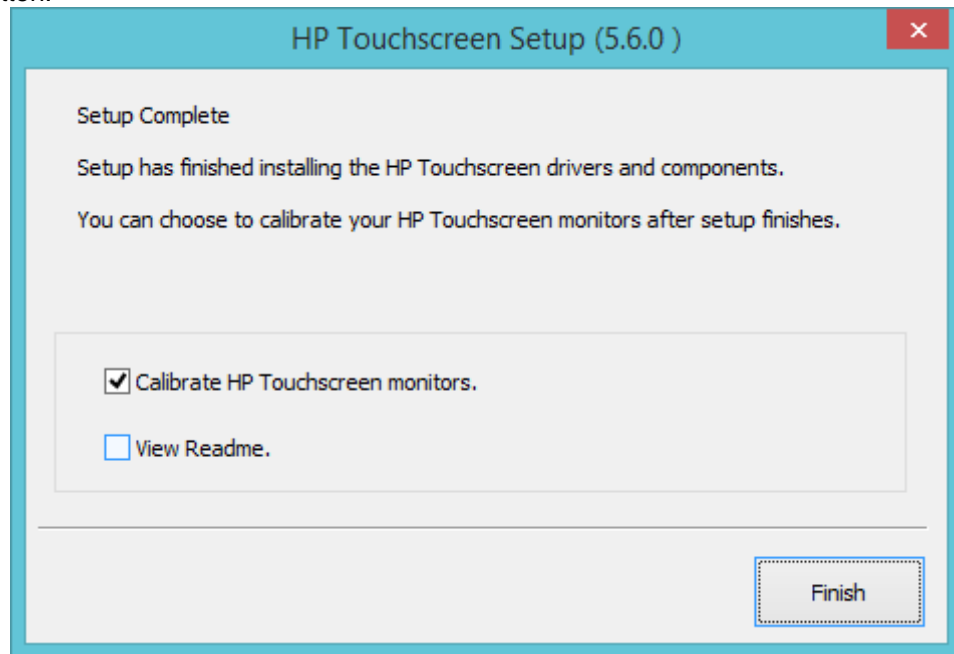 HP Touchscreen Setup (5.6.0 )
Setup Complete
Setup has finished installing the HP Touchscreen drivers and components.
You can choose to calibrate your HP Touchscreen monitors after setup finishes.
Calibrate HP Touchscreen monitors.
View Readme.
Finish